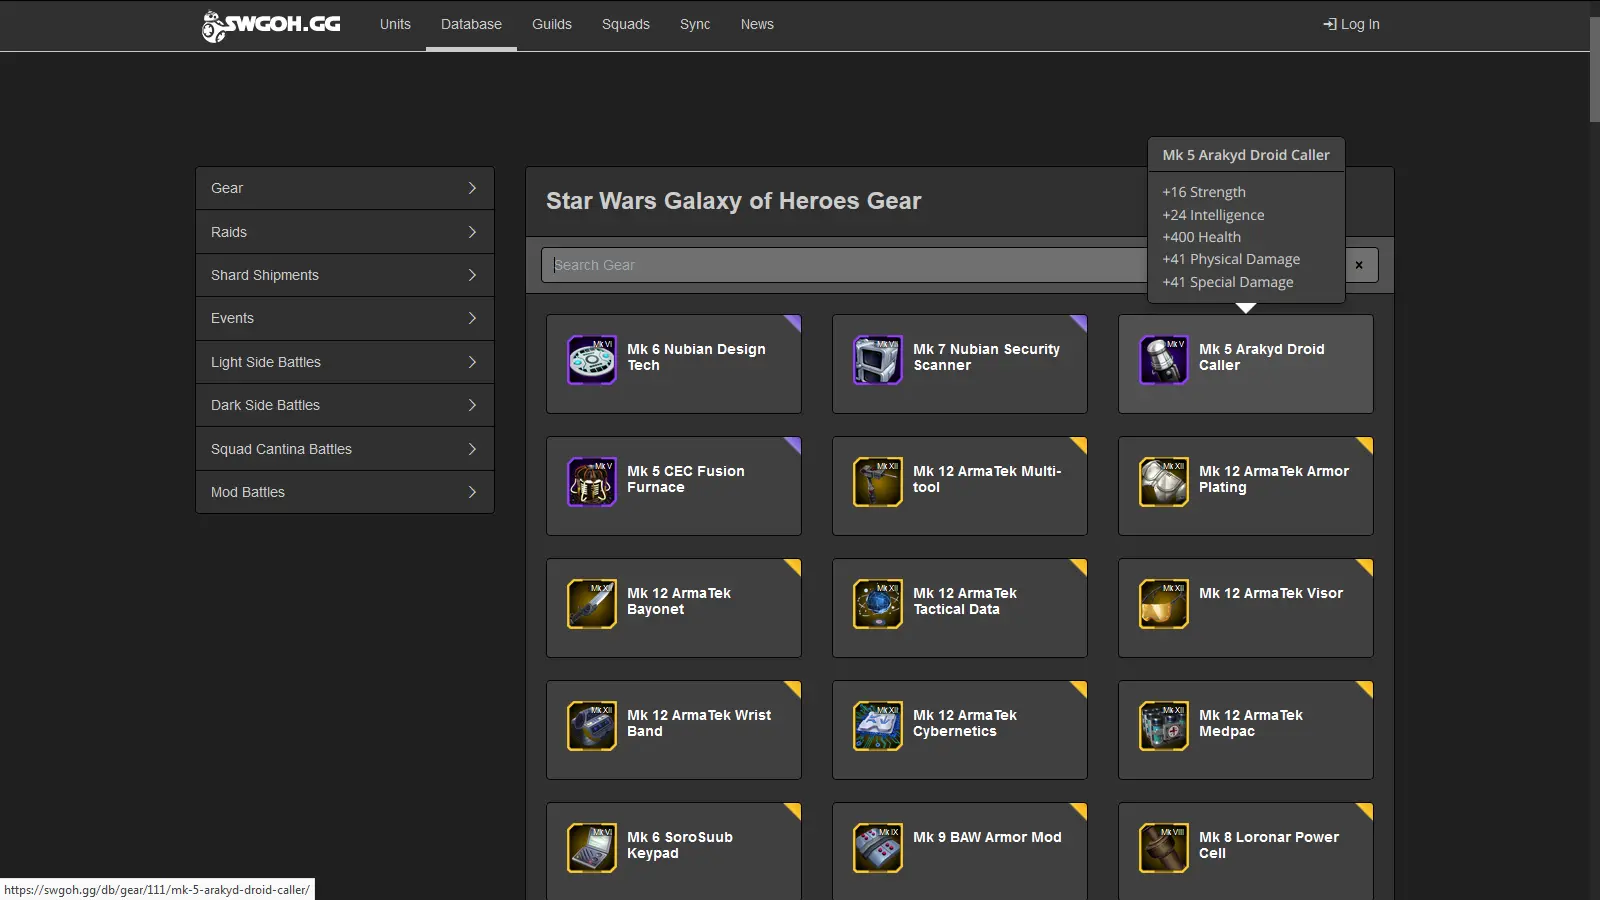 SWGOH.GG
Units
Database
Guilds
Squads
Sync
News
Log In
Gear
Raids
Shard Shipments
Events
Light Side Battles
Dark Side Battles
Squad Cantina Battles
Mod Battles
Star Wars Galaxy of Heroes Gear
Search Gear
×
Mk 5 Arakyd Droid Caller
+16 Strength
+24 Intelligence
+400 Health
+41 Physical Damage
+41 Special Damage
Mk VI
Mk 6 Nubian Design
Tech
Mk VII
Mk 7 Nubian Security
Scanner
Mk V
Mk 5 Arakyd Droid
Caller
Mk V
Mk 5 CEC Fusion
Furnace
Mk XII
Mk 12 ArmaTek Multi-
tool
Mk XII
Mk 12 ArmaTek Armor
Plating
Mk XII
Mk 12 ArmaTek
Bayonet
Mk XII
Mk 12 ArmaTek
Tactical Data
Mk XII
Mk 12 ArmaTek Visor
Mk XII
Mk 12 ArmaTek Wrist
Band
Mk XII
Mk 12 ArmaTek
Cybernetics
Mk XII
Mk 12 ArmaTek
Medpac
Mk VI
Mk 6 SoroSuub
Keypad
Mk IX
Mk 9 BAW Armor Mod
Mk VIII
Mk 8 Loronar Power
Cell
https://swgoh.gg/db/gear/111/mk-5-arakyd-droid-caller/